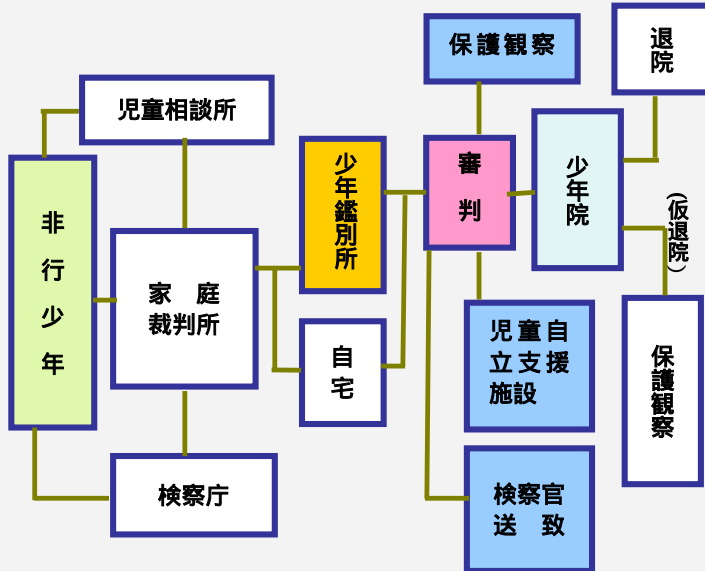 保護観察
退院
児童相談所
少年鑑別所
審判
少年院
非行少年
(仮退院)
家　庭
裁判所
自宅
児童自
立支援
施設
保護観察
検察庁
検察官
送　致